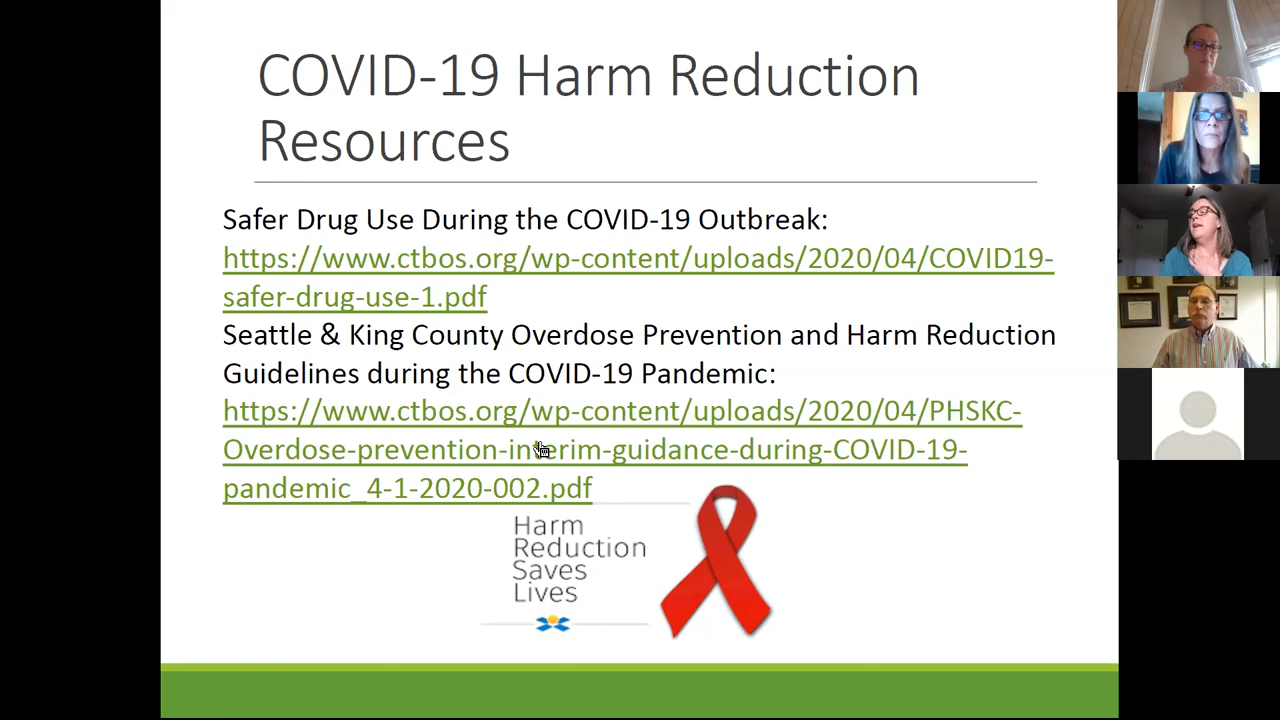 COVID-19 Harm Reduction
Resources
Safer Drug Use During the COVID-19 Outbreak:
https://www.ctbos.org/wp-content/uploads/2020/04/COVID19-
safer-drug-use-1.pdf
Seattle & King County Overdose Prevention and Harm Reduction
Guidelines during the COVID-19 Pandemic:
https://www.ctbos.org/wp-content/uploads/2020/04/PHSKC-
Overdose-prevention-interim-guidance-during-COVID-19-
pandemic_4-1-2020-002.pdf
Harm
Reduction
Saves
Lives